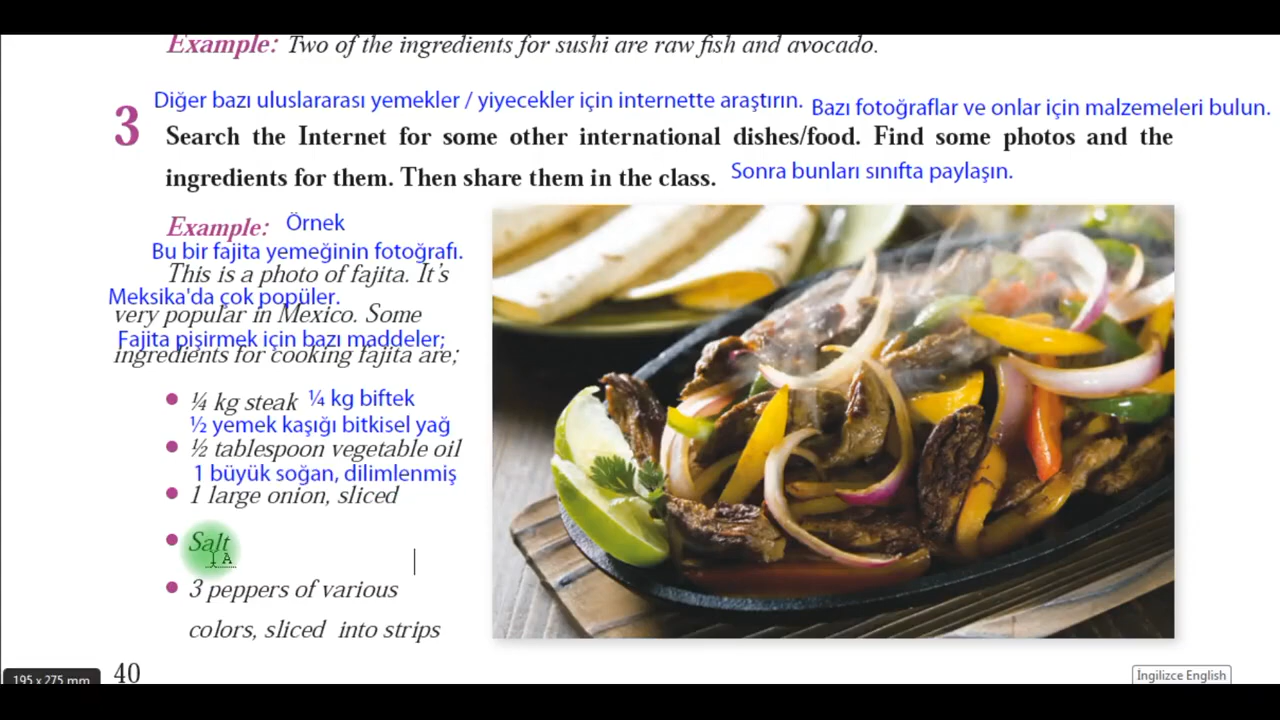 Example: Two of the ingredients for sushi are raw fish and avocado.
Diğer bazı uluslararası yemekler / yiyecekler için internette araştırın. Bazı fotoğraflar ve onlar için malzemeleri bulun.
3 Search the Internet for some other international dishes/food. Find some photos and the
ingredients for them. Then share them in the class. Sonra bunları sınıfta paylaşın.
Example: Örnek
Bu bir fajita yemeğinin fotoğrafı.
This is a photo of fajita. It's
Meksika'da çok popüler.
very popular in Mexico. Some
Fajita pişirmek için bazı maddeler;
ingredients for cooking fajita are;
• ¼ kg steak ¼ kg biftek
½ yemek kaşığı bitkisel yağ
• ½ tablespoon vegetable oil
1 büyük soğan, dilimlenmiş
• 1 large onion, sliced
• Salt
A
• 3 peppers of various
colors, sliced into strips
195 x 275 mm
40
İngilizce English